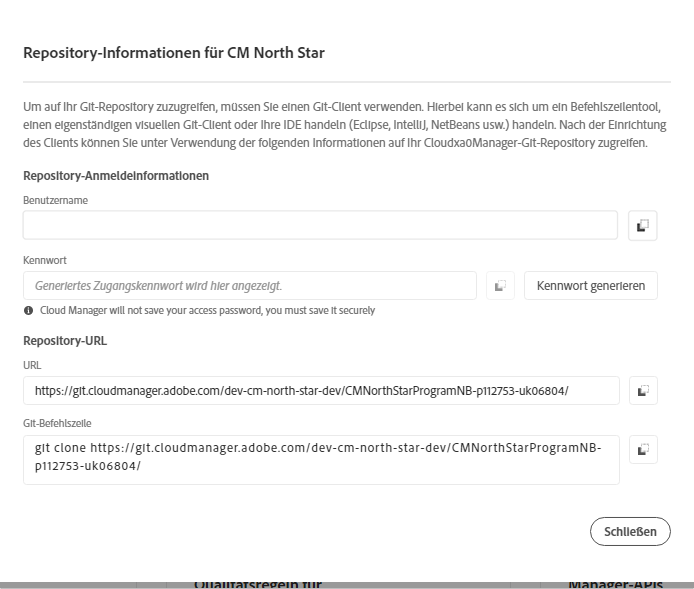 Repository-Informationen für CM North Star
Um auf Ihr Git-Repository zuzugreifen, müssen Sie einen Git-Client verwenden. Hierbei kann es sich um ein Befehlszeilentool,
einen eigenständigen visuellen Git-Client oder Ihre IDE handeln (Eclipse, IntelliJ, NetBeans usw.) handeln. Nach der Einrichtung
des Clients können Sie unter Verwendung der folgenden Informationen auf Ihr Cloudxa0Manager-Git-Repository zugreifen.
Repository-Anmeldeinformationen
Benutzername
Kennwort
Generiertes Zugangskennwort wird hier angezeigt.
Kennwort generieren
Cloud Manager will not save your access password, you must save it securely
Repository-URL
URL
https://git.cloudmanager.adobe.com/dev-cm-north-star-dev/CMNorthStarProgramNB-p112753-uk06804/
Git-Befehlszeile
git clone https://git.cloudmanager.adobe.com/dev-cm-north-star-dev/CMNorthStarProgramNB-
p112753-uk06804/
Schließen
Qualitätsregeln für
Manager-APIs